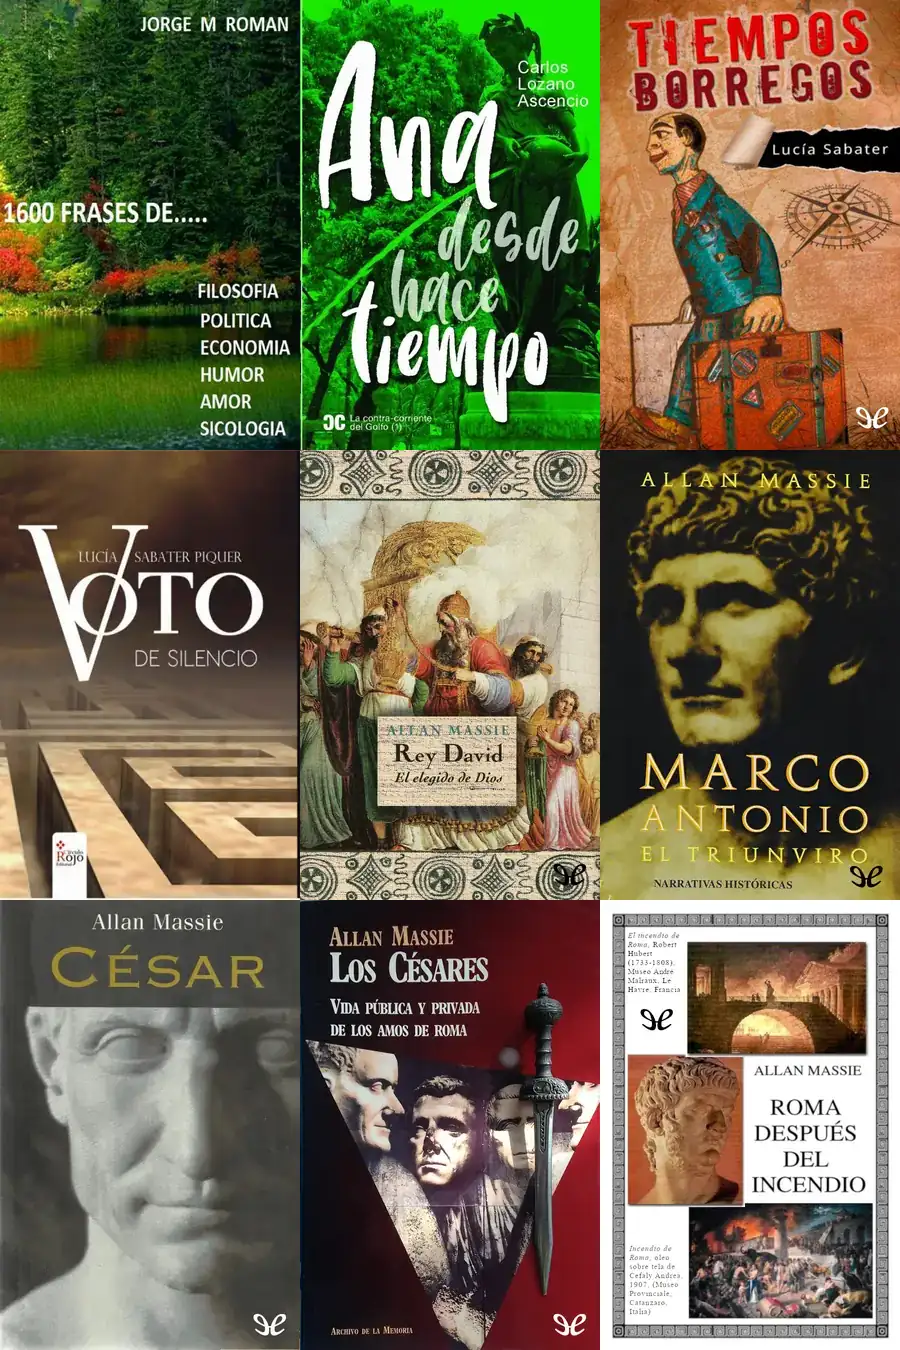 JORGE M ROMAN
1600 FRASES DE.....
FILOSOFIA
POLITICA
ECONOMIA
HUMOR
AMOR
SICOLOGIA
Carlos
Lozano
Ascencio
Ana
desde
hace
tiempo
La contra-corriente
del Golfo (1)
TIEMPOS
BORREGOS
Lucía Sabater
LUCÍA SABATER PIQUER
VOTO
DE SILENCIO
Círculo
Rojo
Editorial
ALLAN MASSIE
Rey David
El elegido de Dios
ALLAN MASSIE
MARCO
ANTONIO
EL TRIUNVIRO
NARRATIVAS HISTÓRICAS
Allan Massie
CÉSAR
ALLAN MASSIE
LOS CÉSARES
VIDA PÚBLICA Y PRIVADA
DE LOS AMOS DE ROMA
ARCHIVO DE LA MEMORIA
El incendio de
Roma, Robert
Hubert
(1733-1808),
Museo André
Malraux, Le
Havre, Francia
ALLAN MASSIE
ROMA
DESPUÉS
DEL
INCENDIO
Incendio de
Roma, oleo
sobre tela de
Cefaly Andrea,
1907, (Museo
Provinciale,
Catanzaro,
Italia)